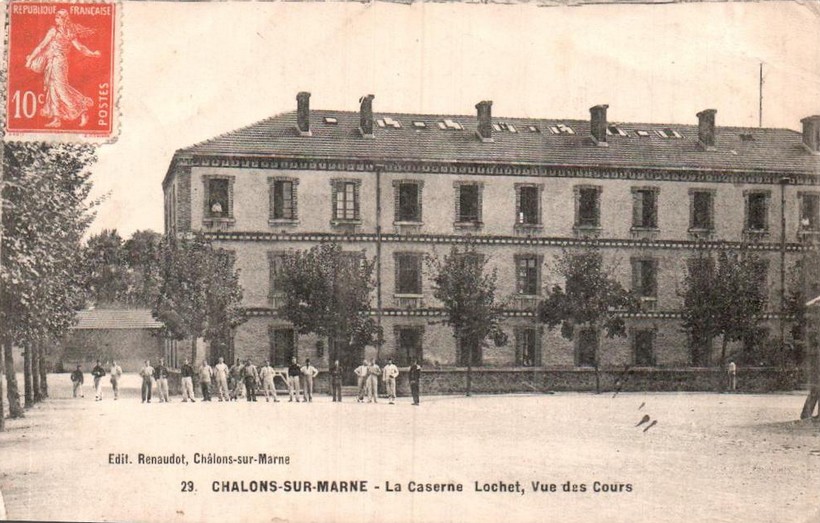 REPUBLIQUE FRANÇAISE
10c POSTES
Edit. Renaudot, Châlons-sur-Marne
29. CHALONS-SUR-MARNE - La Caserne Lochet, Vue des Cours